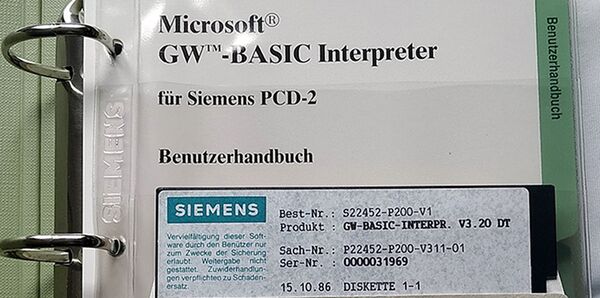 Microsoft®
GW™-BASIC Interpreter
für Siemens PCD-2
Benutzerhandbuch
Benutzerhandbuch
SIEMENS
SIEMENS
SIEMENS
Vervielfältigung dieser Soft-
ware durch den Benutzer nur
zum Zwecke der Sicherung
erlaubt. Weitergabe nicht
gestattet. Zuwiderhandlun-
gen verpflichten zu Schaden-
ersatz.
Best-Nr.: S22452-P200-V1
Produkt : GW-BASIC-INTERPR. V3.20 DT
Sach-Nr.: P22452-P200-V311-01
Ser-Nr. : 0000031969
15.10.86 DISKETTE 1-1